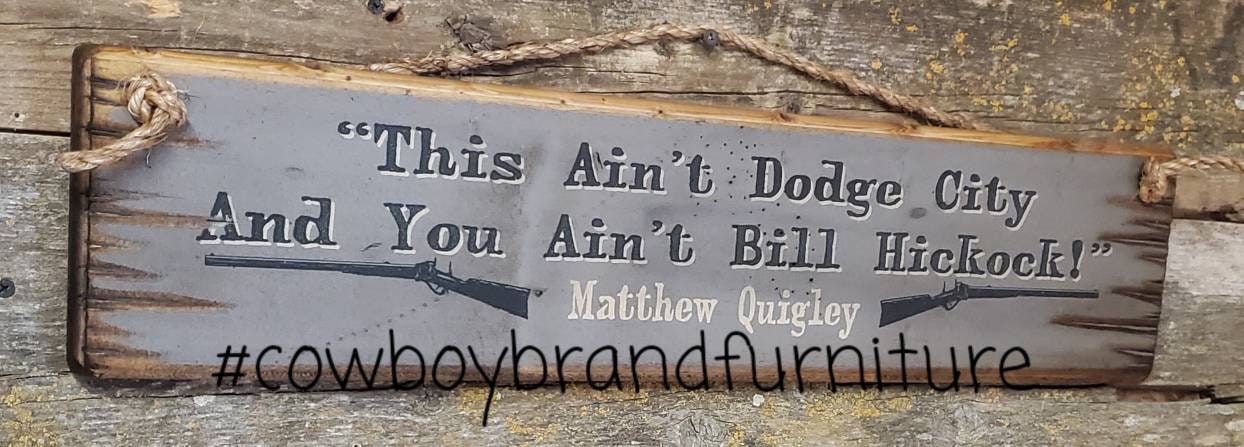 “This Ain't Dodge City
And You Ain't Bill Hickock!”
Matthew Quigley
#cowboybrandfurniture